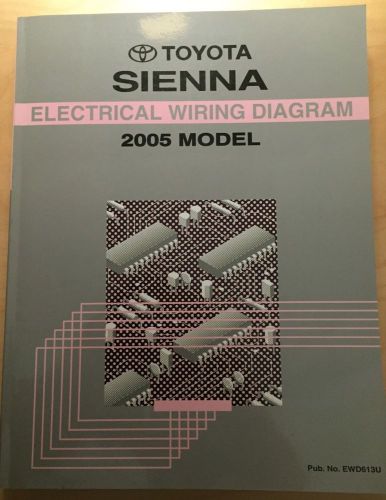 TOYOTA
SIENNA
ELECTRICAL WIRING DIAGRAM
2005 MODEL
Pub. No. EWD613U